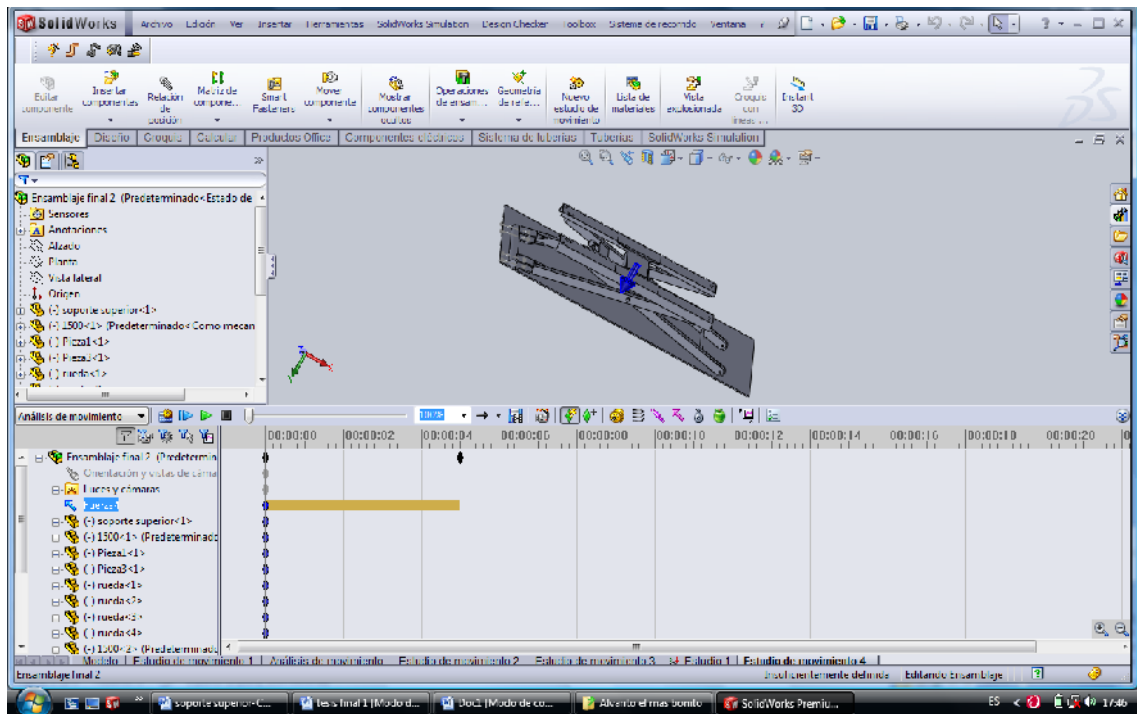 SolidWorks Archivo Edición Ver Insertar Herramientas SolidWorks Simulation Design Checker Toolbox Sistema de recorrido Ventana ?
Editar componente
Insertar componentes
Relación de posición
Matriz de compone...
Smart Fasteners
Mover componente
Mostrar componentes ocultos
Operaciones de ensam...
Geometría de refe...
Nuevo estudio de movimiento
Lista de materiales
Vista explosionada
Croquis con líneas ...
Instant 3D
Ensamblaje Diseño Croquis Calcular Productos Office Componentes eléctricos Sistema de tuberías Tuberías SolidWorks Simulation
Ensamblaje final 2 (Predeterminado<Estado de
Sensores
Anotaciones
Alzado
Planta
Vista lateral
Origen
(-) soporte superior<1>
(-) 1500<1> (Predeterminado<Como mecan
(-) Pieza1<1>
(-) Pieza3<1>
(-) rueda<1>
Análisis de movimiento 100%
00:00:00 00:00:02 00:00:04 00:00:06 00:00:08 00:00:10 00:00:12 00:00:14 00:00:16 00:00:18 00:00:20
Ensamblaje final 2 (Predetermin
Orientación y vistas de cáma
Luces y cámaras
(-) soporte superior<1>
(-) 1500<1> (Predeterminado
(-) Pieza1<1>
(-) Pieza3<1>
(-) rueda<1>
(-) rueda<2>
(-) rueda<3>
(-) rueda<4>
(-) 1500<2> (Predeterminado
Modelo Estudio de movimiento 1 Análisis de movimiento Estudio de movimiento 2 Estudio de movimiento 3 Estudio 1 Estudio de movimiento 4
Ensamblaje final 2 Insuficientemente definida Editando Ensamblaje
soporte superior-C... tesis final 1 [Modo d... Doc1 [Modo de co... Alvarito el mas bonito SolidWorks Premiu... ES 17:46